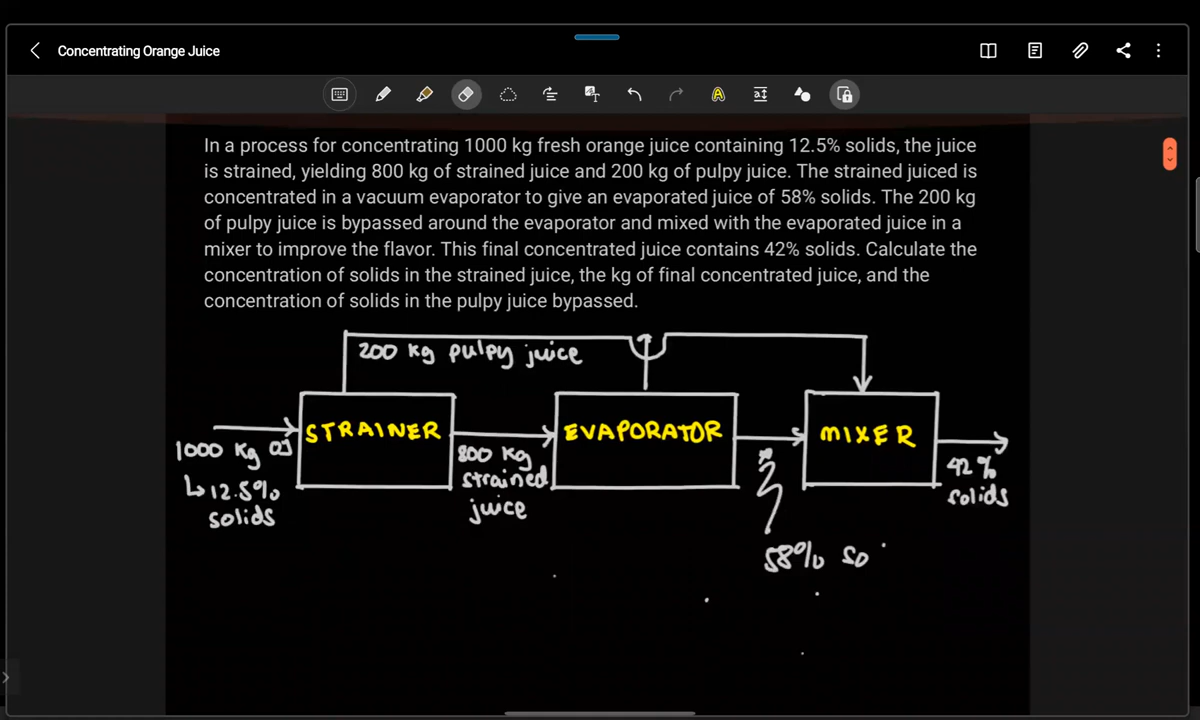 Concentrating Orange Juice
In a process for concentrating 1000 kg fresh orange juice containing 12.5% solids, the juice
is strained, yielding 800 kg of strained juice and 200 kg of pulpy juice. The strained juiced is
concentrated in a vacuum evaporator to give an evaporated juice of 58% solids. The 200 kg
of pulpy juice is bypassed around the evaporator and mixed with the evaporated juice in a
mixer to improve the flavor. This final concentrated juice contains 42% solids. Calculate the
concentration of solids in the strained juice, the kg of final concentrated juice, and the
concentration of solids in the pulpy juice bypassed.
200 kg pulpy juice
STRAINER
EVAPORATOR
MIXER
1000 kg OJ
↳12.5%
solids
800 kg
strained
juice
42%
solids
58% so